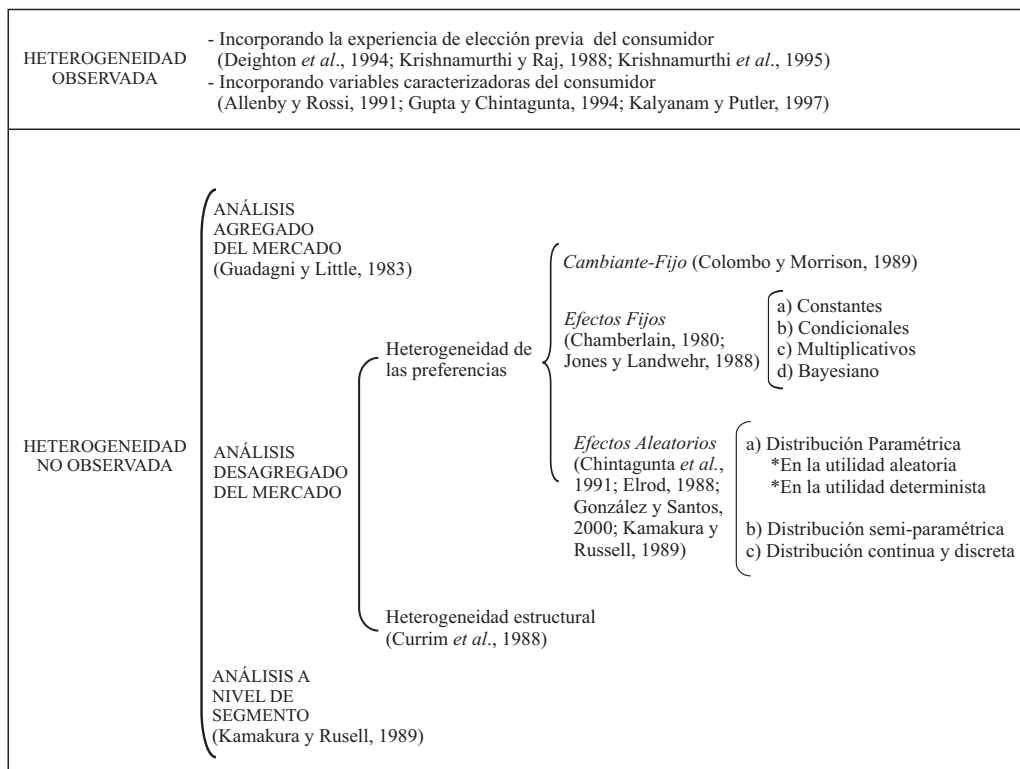 HETEROGENEIDAD
OBSERVADA
- Incorporando la experiencia de elección previa del consumidor
(Deighton et al., 1994; Krishnamurthi y Raj, 1988; Krishnamurthi et al., 1995)
- Incorporando variables caracterizadoras del consumidor
(Allenby y Rossi, 1991; Gupta y Chintagunta, 1994; Kalyanam y Putler, 1997)
HETEROGENEIDAD
NO OBSERVADA
ANÁLISIS
AGREGADO
DEL MERCADO
(Guadagni y Little, 1983)
ANÁLISIS
DESAGREGADO
DEL MERCADO
Heterogeneidad de
las preferencias
Cambiante-Fijo (Colombo y Morrison, 1989)
Efectos Fijos
(Chamberlain, 1980;
Jones y Landwehr, 1988)
a) Constantes
b) Condicionales
c) Multiplicativos
d) Bayesiano
Efectos Aleatorios
(Chintagunta et al.,
1991; Elrod, 1988;
González y Santos,
2000; Kamakura y
Russell, 1989)
a) Distribución Paramétrica
*En la utilidad aleatoria
*En la utilidad determinista
b) Distribución semi-paramétrica
c) Distribución continua y discreta
Heterogeneidad estructural
(Currim et al., 1988)
ANÁLISIS A
NIVEL DE
SEGMENTO
(Kamakura y Rusell, 1989)